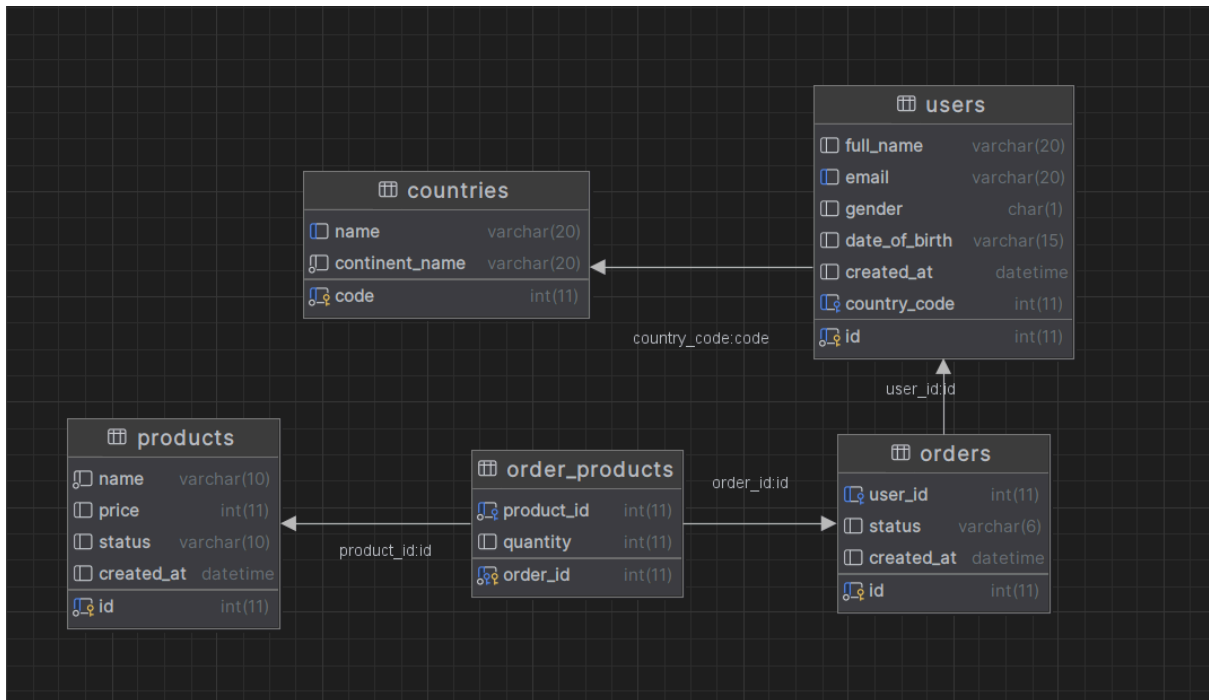 users
full_name varchar(20)
email varchar(20)
gender char(1)
date_of_birth varchar(15)
created_at datetime
country_code int(11)
id int(11)
countries
name varchar(20)
continent_name varchar(20)
code int(11)
country_code:code
user_id:id
products
name varchar(10)
price int(11)
status varchar(10)
created_at datetime
id int(11)
product_id:id
order_products
product_id int(11)
quantity int(11)
order_id int(11)
order_id:id
orders
user_id int(11)
status varchar(6)
created_at datetime
id int(11)